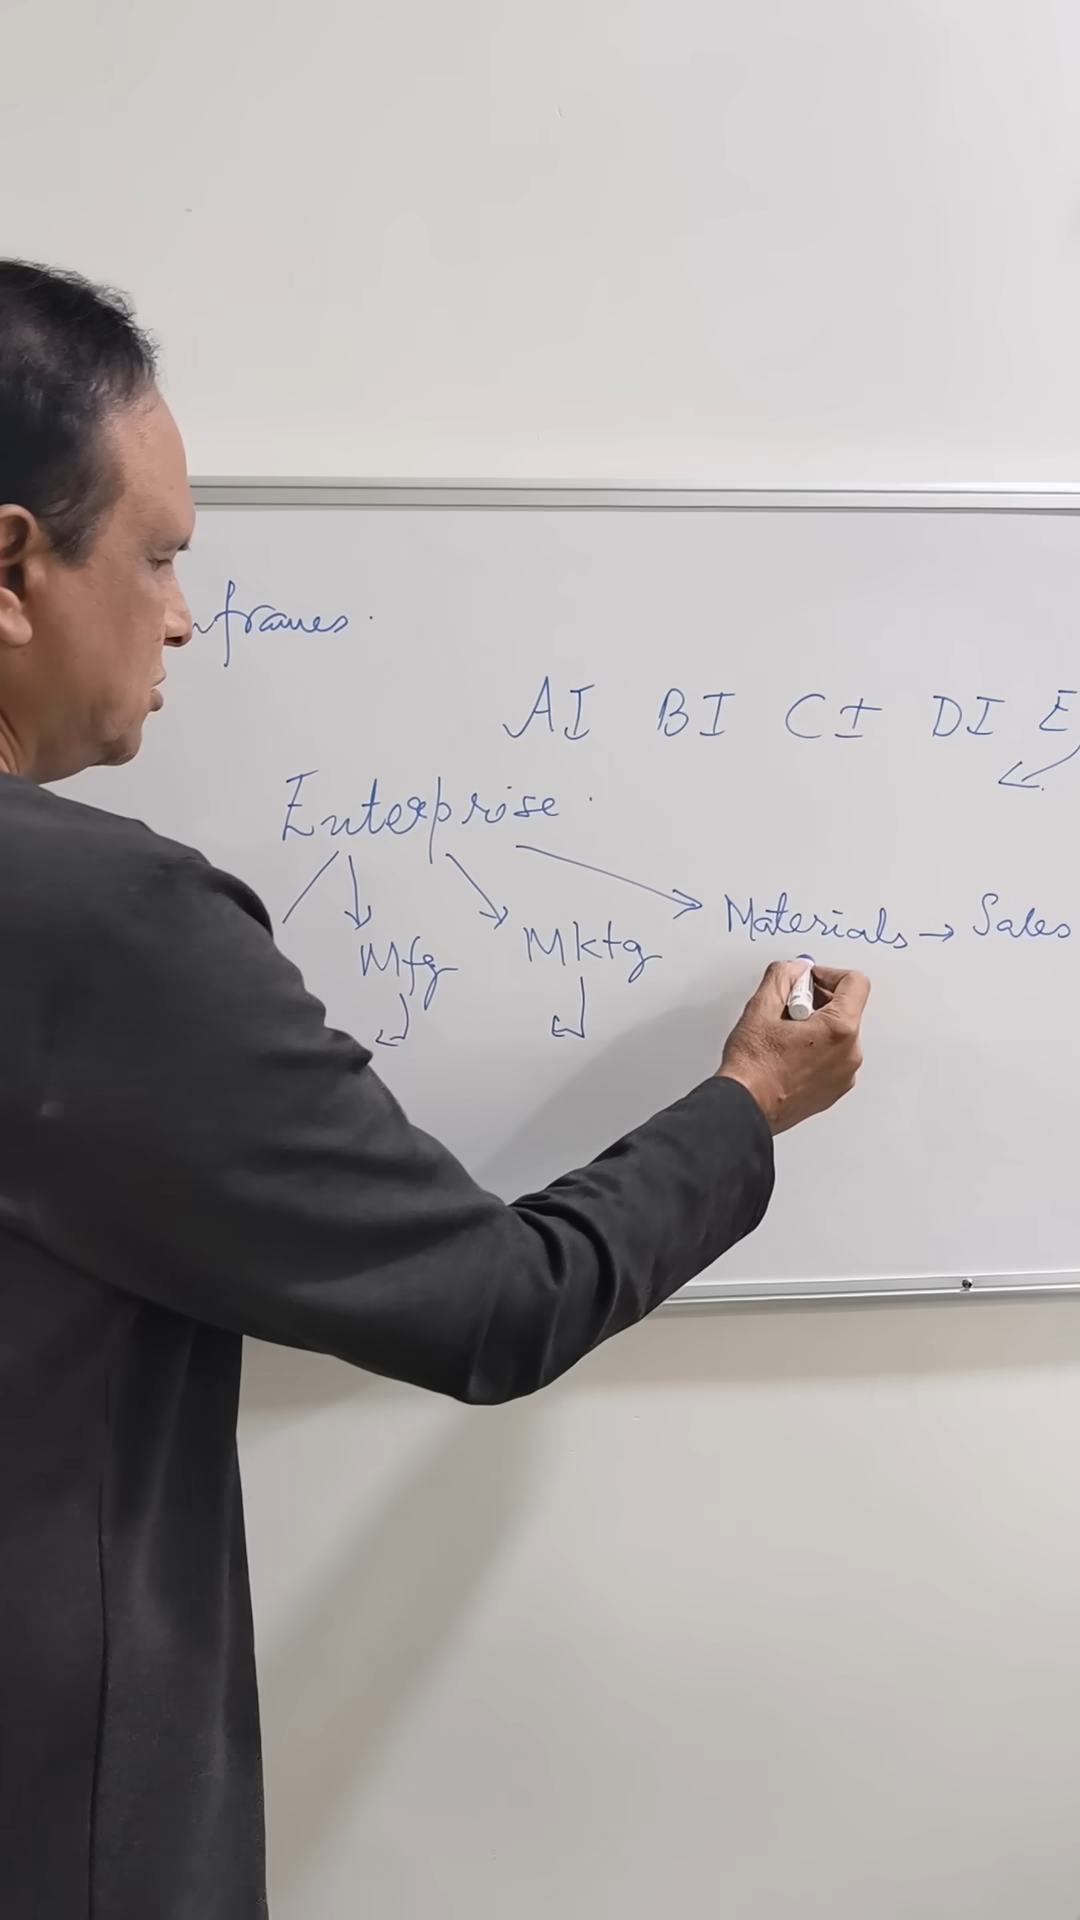 frames.
AI BI CI DI E
Enterprise.
Mfg Mktg Materials → Sales